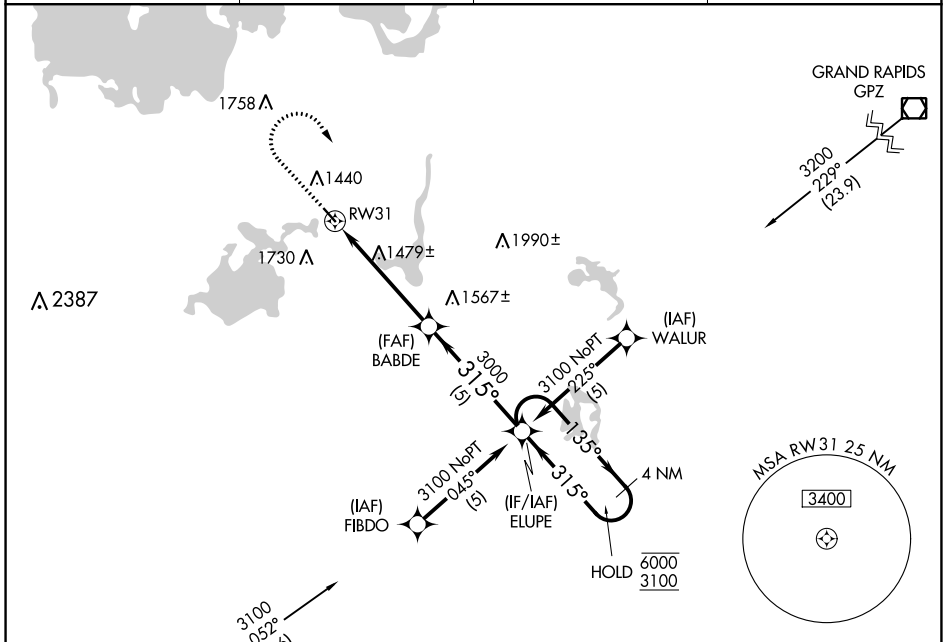 GRAND RAPIDS
GPZ
3200
229°
(23.9)
1758
1440
RW31
1730
1479±
1990±
2387
1567±
(FAF)
BABDE
(IAF)
WALUR
3000
315°
(5)
3100 NoPT
225°
(5)
135°
315°
4 NM
3100 NoPT
045°
(5)
(IAF)
FIBDO
(IF/IAF)
ELUPE
HOLD
6000
3100
MSA RW31 25 NM
3400
3100
052°